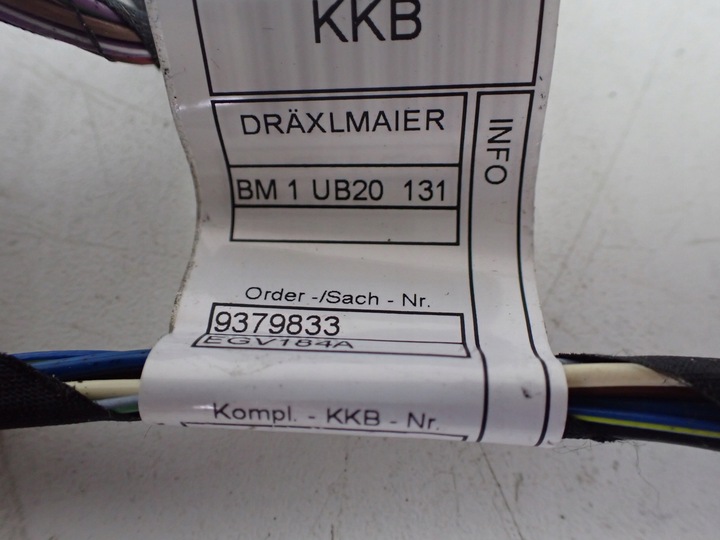 KKB
DRÄXLMAIER
INFO
BM 1 UB20 131
Order -/Sach - Nr.
9379833
EGV184A
Kompl. - KKB - Nr.